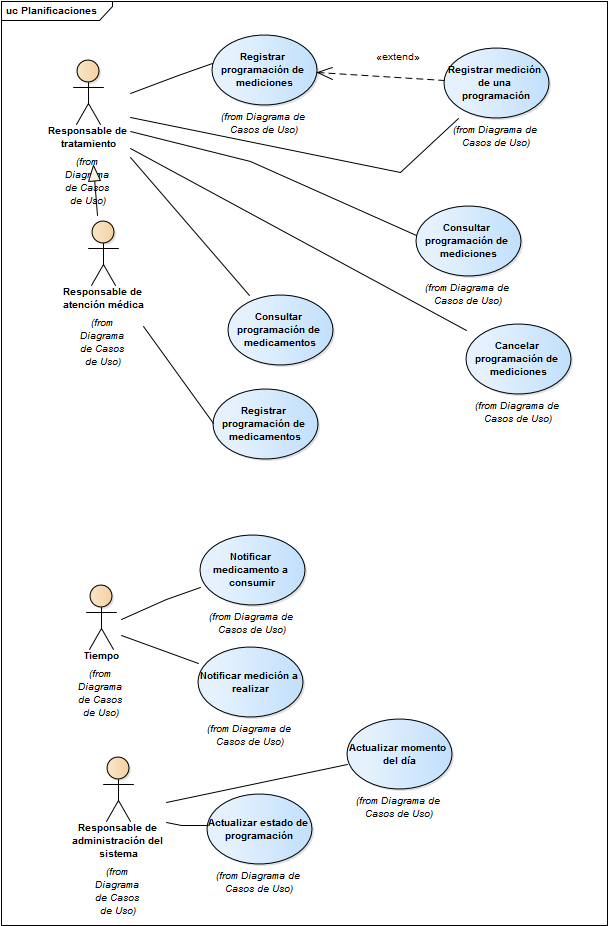 uc Planificaciones
Registrar
programación de
mediciones
(from Diagrama de
Casos de Uso)
«extend»
Registrar medición
de una
programación
(from Diagrama de
Casos de Uso)
Responsable de
tratamiento
(from
Diagrama
de Casos
de Uso)
Consultar
programación de
mediciones
(from Diagrama de
Casos de Uso)
Responsable de
atención médica
(from
Diagrama
de Casos
de Uso)
Consultar
programación de
medicamentos
Cancelar
programación de
mediciones
(from Diagrama de
Casos de Uso)
Registrar
programación de
medicamentos
Notificar
medicamento a
consumir
(from Diagrama de
Casos de Uso)
Tiempo
(from
Diagrama
de Casos
de Uso)
Notificar medición a
realizar
(from Diagrama de
Casos de Uso)
Actualizar momento
del día
(from Diagrama de
Casos de Uso)
Responsable de
administración del
sistema
(from
Diagrama
de Casos
de Uso)
Actualizar estado de
programación
(from Diagrama de
Casos de Uso)